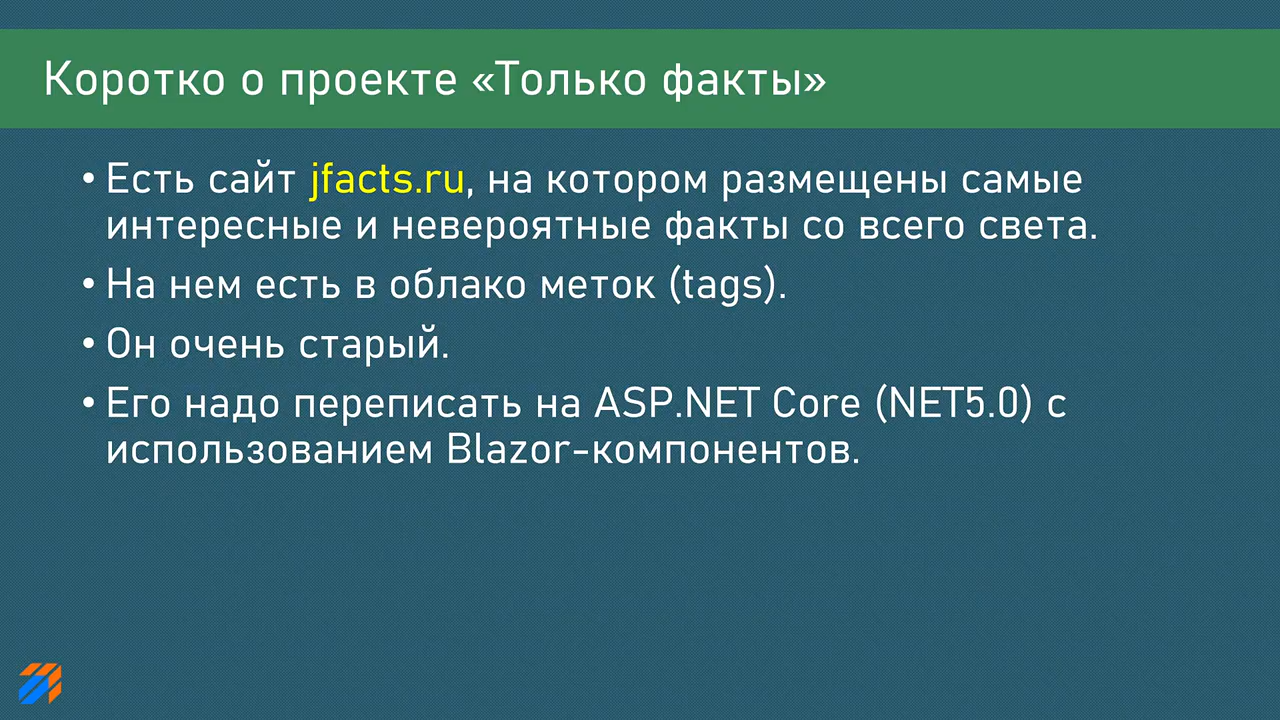 Коротко о проекте «Только факты»
• Есть сайт jfacts.ru, на котором размещены самые
интересные и невероятные факты со всего света.
• На нем есть в облако меток (tags).
• Он очень старый.
• Его надо переписать на ASP.NET Core (NET5.0) с
использованием Blazor-компонентов.